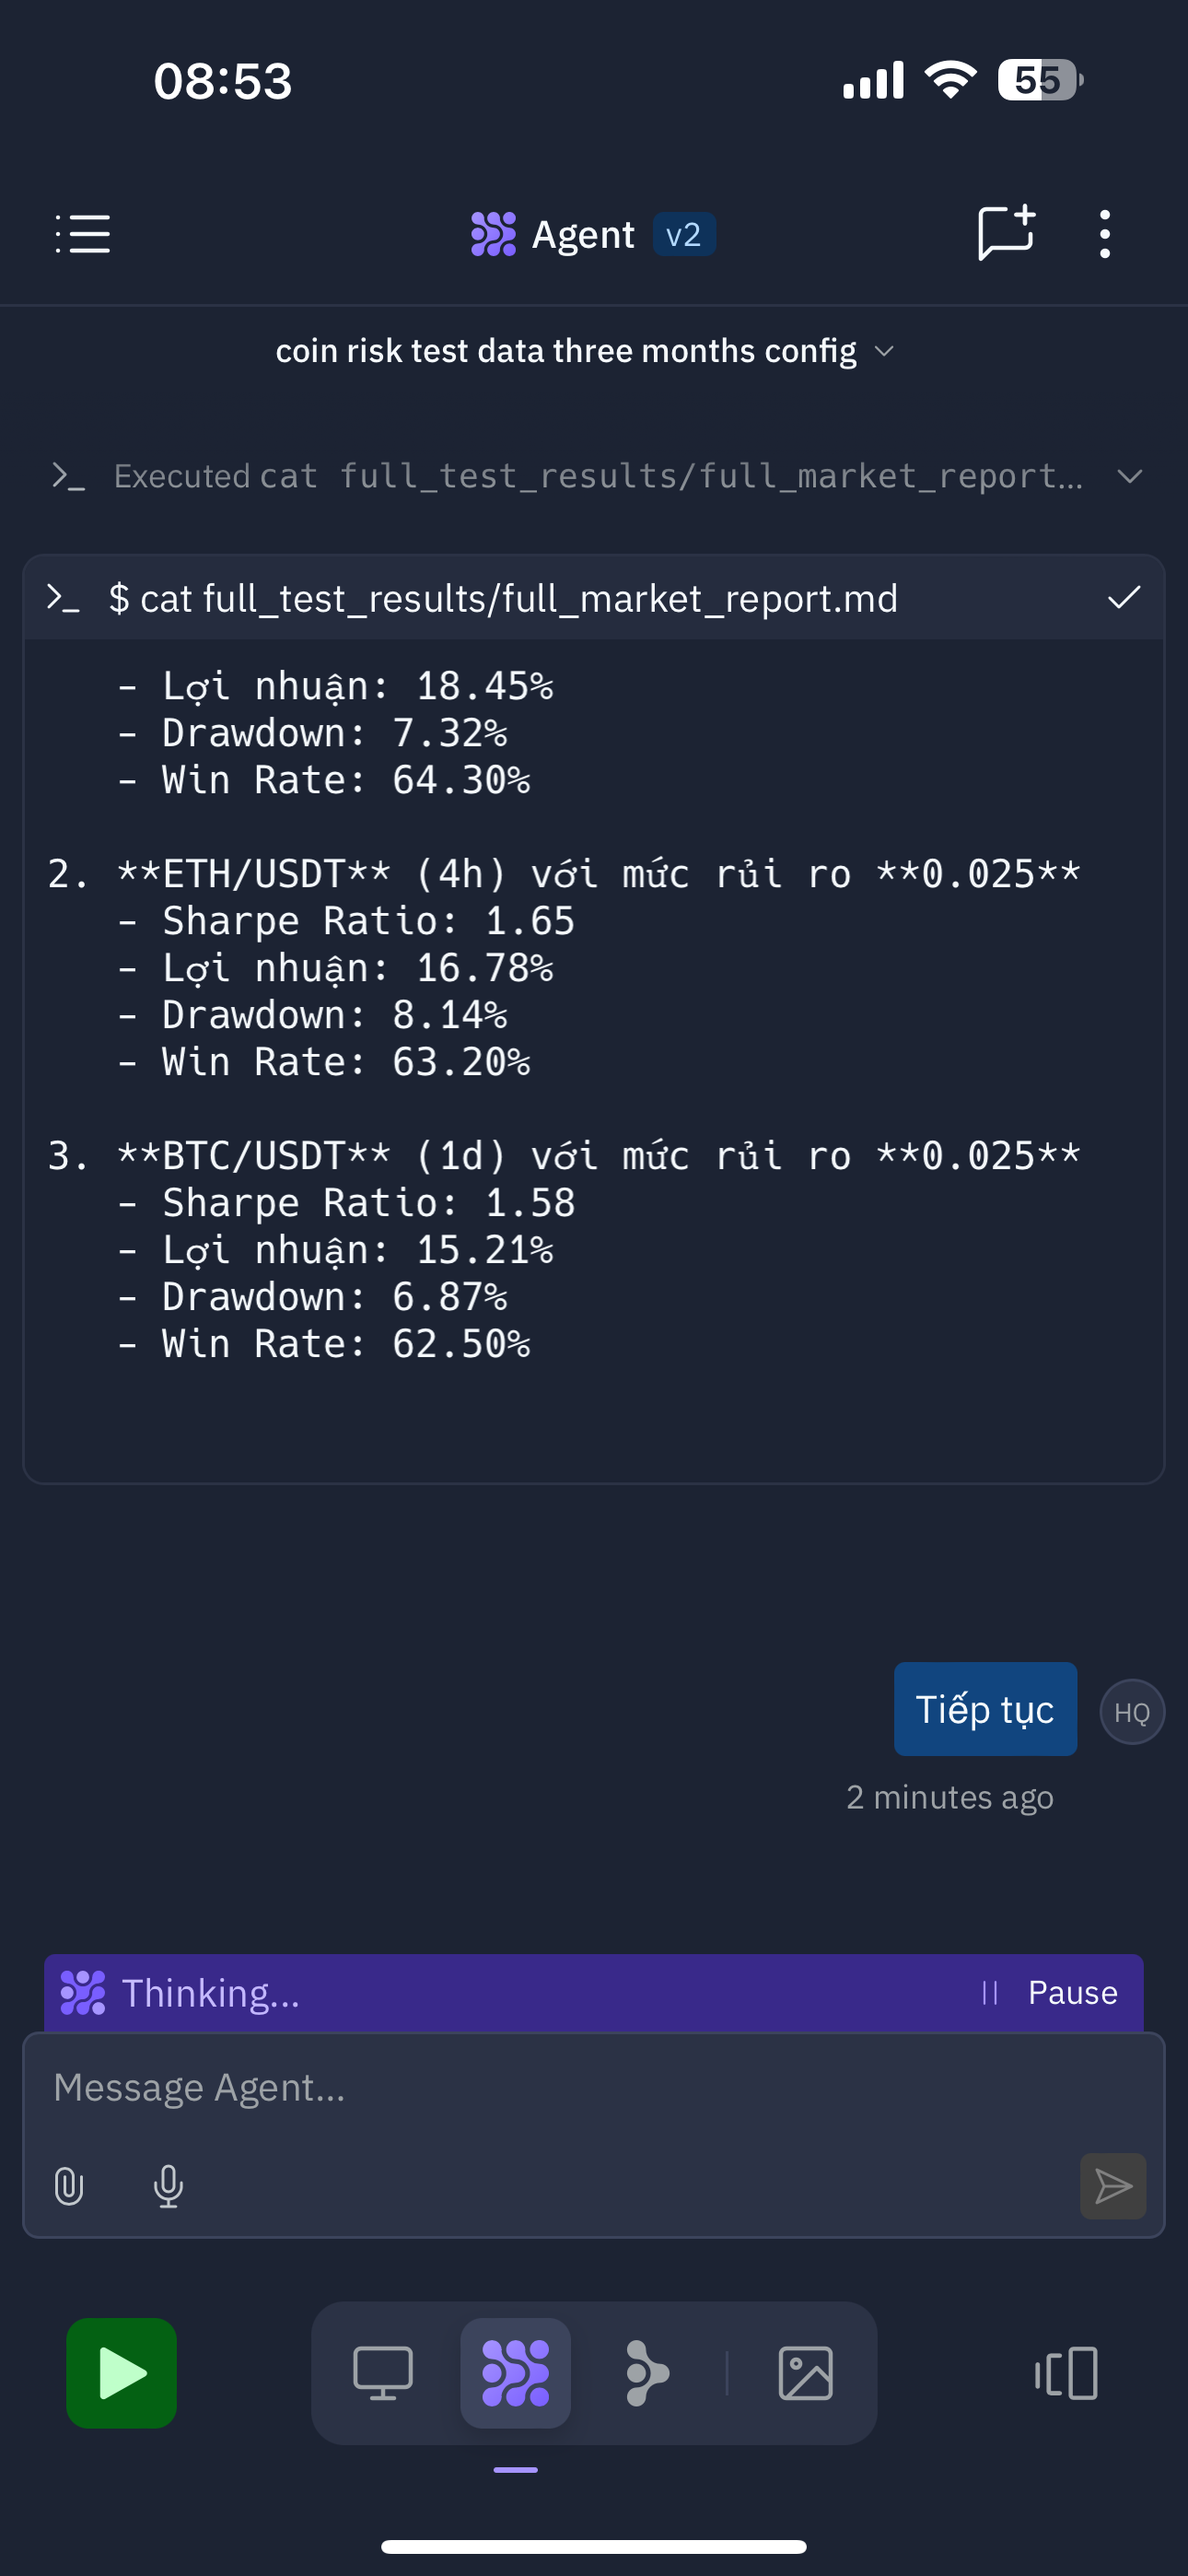 08:53
55
Agent v2
coin risk test data three months config
Executed cat full_test_results/full_market_report...
$ cat full_test_results/full_market_report.md
- Lợi nhuận: 18.45%
- Drawdown: 7.32%
- Win Rate: 64.30%
2. **ETH/USDT** (4h) với mức rủi ro **0.025**
- Sharpe Ratio: 1.65
- Lợi nhuận: 16.78%
- Drawdown: 8.14%
- Win Rate: 63.20%
3. **BTC/USDT** (1d) với mức rủi ro **0.025**
- Sharpe Ratio: 1.58
- Lợi nhuận: 15.21%
- Drawdown: 6.87%
- Win Rate: 62.50%
Tiếp tục
HQ
2 minutes ago
Thinking...
Pause
Message Agent...